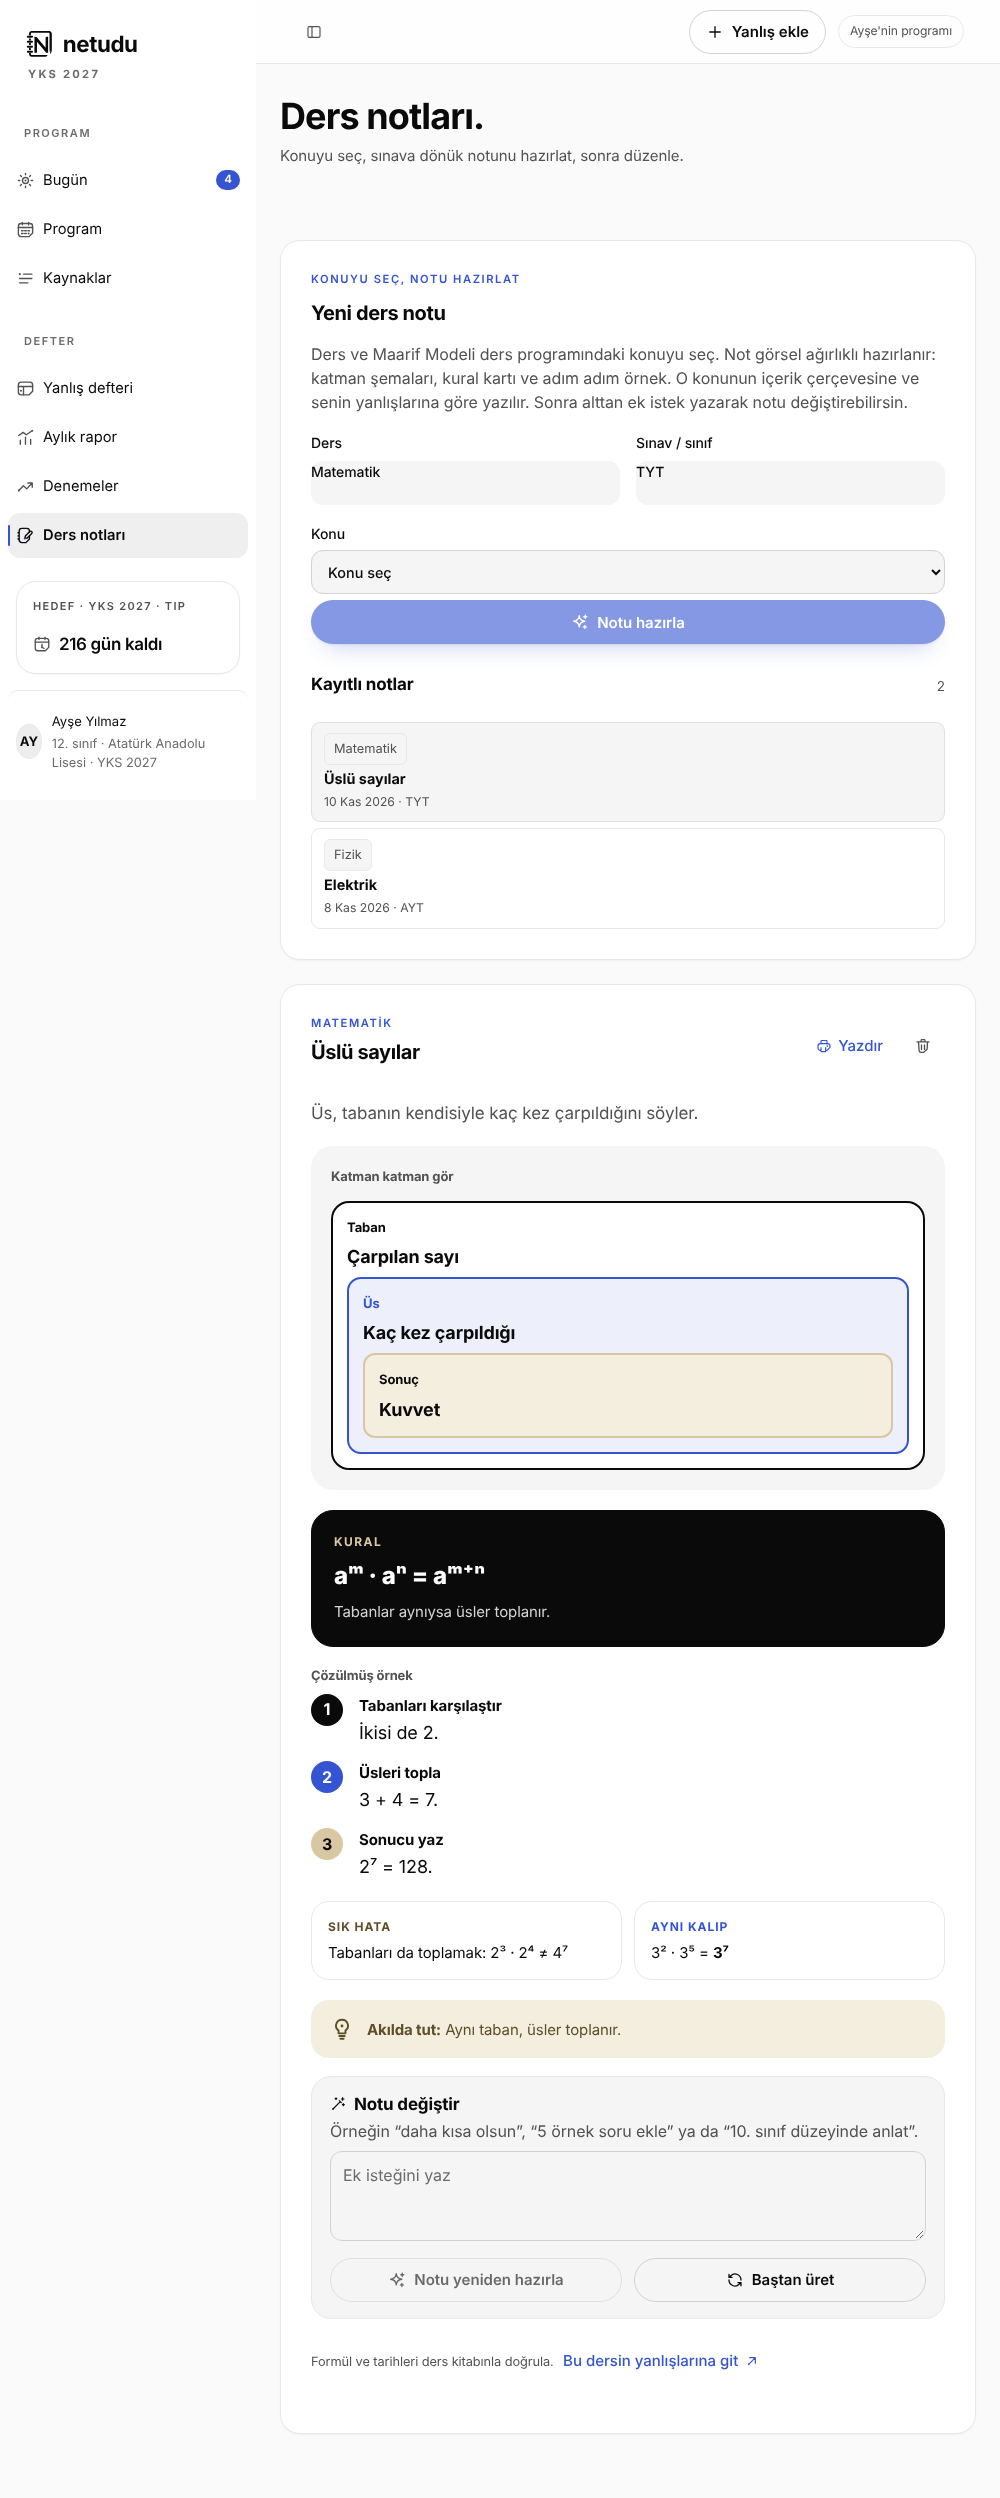 netudu
YKS 2027
PROGRAM
Bugün 4
Program
Kaynaklar
DEFTER
Yanlış defteri
Aylık rapor
Denemeler
Ders notları
HEDEF · YKS 2027 · TIP
216 gün kaldı
AY
Ayşe Yılmaz
12. sınıf · Atatürk Anadolu
Lisesi · YKS 2027
Yanlış ekle
Ayşe'nin programı
Ders notları.
Konuyu seç, sınava dönük notunu hazırlat, sonra düzenle.
KONUYU SEÇ, NOTU HAZIRLAT
Yeni ders notu
Ders ve Maarif Modeli ders programındaki konuyu seç. Not görsel ağırlıklı hazırlanır:
katman şemaları, kural kartı ve adım adım örnek. O konunun içerik çerçevesine ve
senin yanlışlarına göre yazılır. Sonra alttan ek istek yazarak notu değiştirebilirsin.
Ders
Matematik
Sınav / sınıf
TYT
Konu
Konu seç
Notu hazırla
Kayıtlı notlar 2
Matematik
Üslü sayılar
10 Kas 2026 · TYT
Fizik
Elektrik
8 Kas 2026 · AYT
MATEMATİK
Üslü sayılar
Yazdır
Üs, tabanın kendisiyle kaç kez çarpıldığını söyler.
Katman katman gör
Taban
Çarpılan sayı
Üs
Kaç kez çarpıldığı
Sonuç
Kuvvet
KURAL
aᵐ · aⁿ = aᵐ⁺ⁿ
Tabanlar aynıysa üsler toplanır.
Çözülmüş örnek
1 Tabanları karşılaştır
İkisi de 2.
2 Üsleri topla
3 + 4 = 7.
3 Sonucu yaz
2⁷ = 128.
SIK HATA
Tabanları da toplamak: 2³ · 2⁴ ≠ 4⁷
AYNI KALIP
3² · 3⁵ = 3⁷
Akılda tut: Aynı taban, üsler toplanır.
Notu değiştir
Örneğin “daha kısa olsun”, “5 örnek soru ekle” ya da “10. sınıf düzeyinde anlat”.
Ek isteğini yaz
Notu yeniden hazırla
Baştan üret
Formül ve tarihleri ders kitabınla doğrula. Bu dersin yanlışlarına git